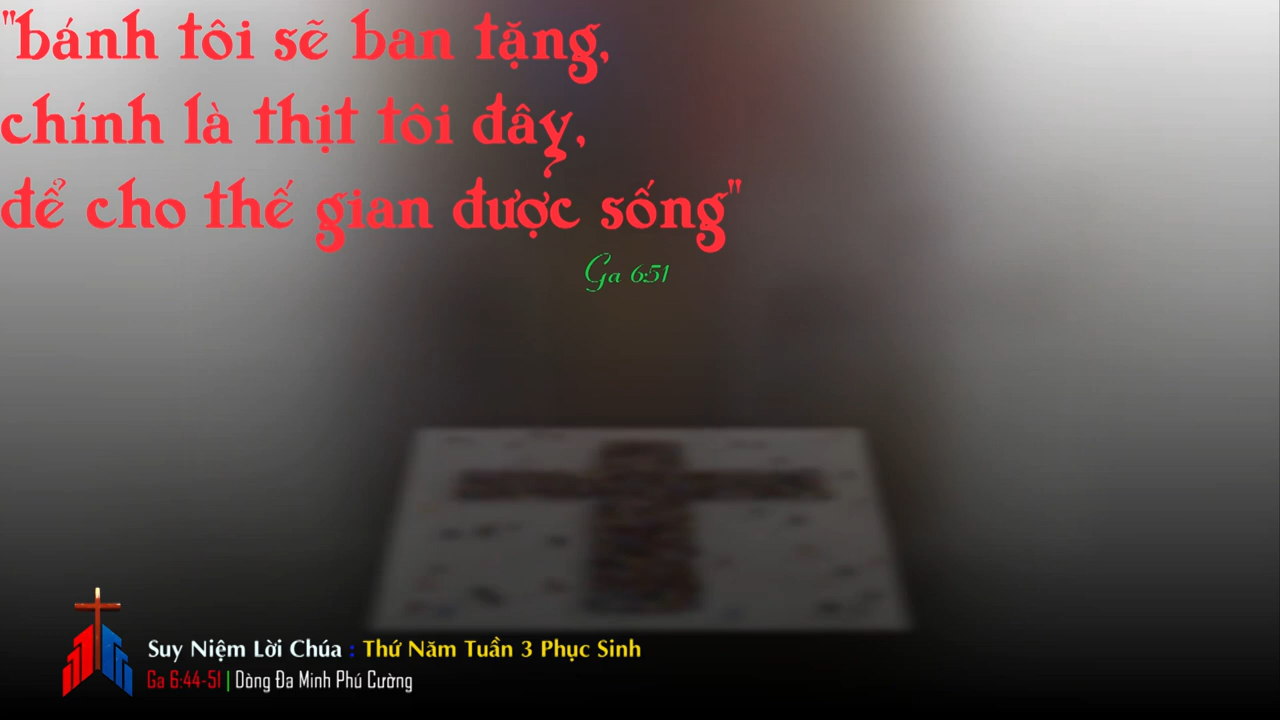 "bánh tôi sẽ ban tặng,
chính là thịt tôi đây,
để cho thế gian được sống"
Ga 6:51
Suy Niệm Lời Chúa : Thứ Năm Tuần 3 Phục Sinh
Ga 6:44-51 | Dòng Đa Minh Phú Cường